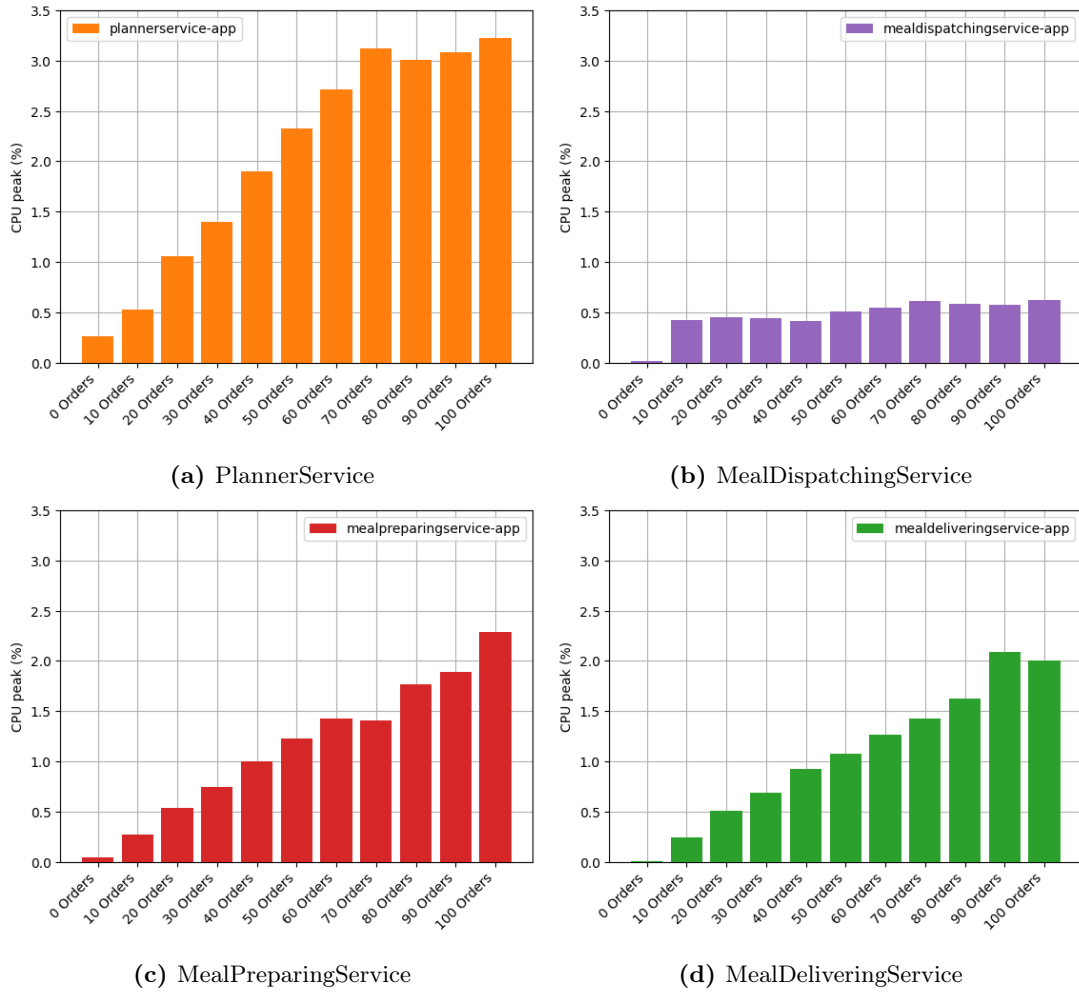 plannerservice-app
CPU peak (%)
3.5
3.0
2.5
2.0
1.5
1.0
0.5
0.0
0 Orders
10 Orders
20 Orders
30 Orders
40 Orders
50 Orders
60 Orders
70 Orders
80 Orders
90 Orders
100 Orders
(a) PlannerService
mealdispatchingservice-app
CPU peak (%)
3.5
3.0
2.5
2.0
1.5
1.0
0.5
0.0
0 Orders
10 Orders
20 Orders
30 Orders
40 Orders
50 Orders
60 Orders
70 Orders
80 Orders
90 Orders
100 Orders
(b) MealDispatchingService
mealpreparingservice-app
CPU peak (%)
3.5
3.0
2.5
2.0
1.5
1.0
0.5
0.0
0 Orders
10 Orders
20 Orders
30 Orders
40 Orders
50 Orders
60 Orders
70 Orders
80 Orders
90 Orders
100 Orders
(c) MealPreparingService
mealdeliveringservice-app
CPU peak (%)
3.5
3.0
2.5
2.0
1.5
1.0
0.5
0.0
0 Orders
10 Orders
20 Orders
30 Orders
40 Orders
50 Orders
60 Orders
70 Orders
80 Orders
90 Orders
100 Orders
(d) MealDeliveringService